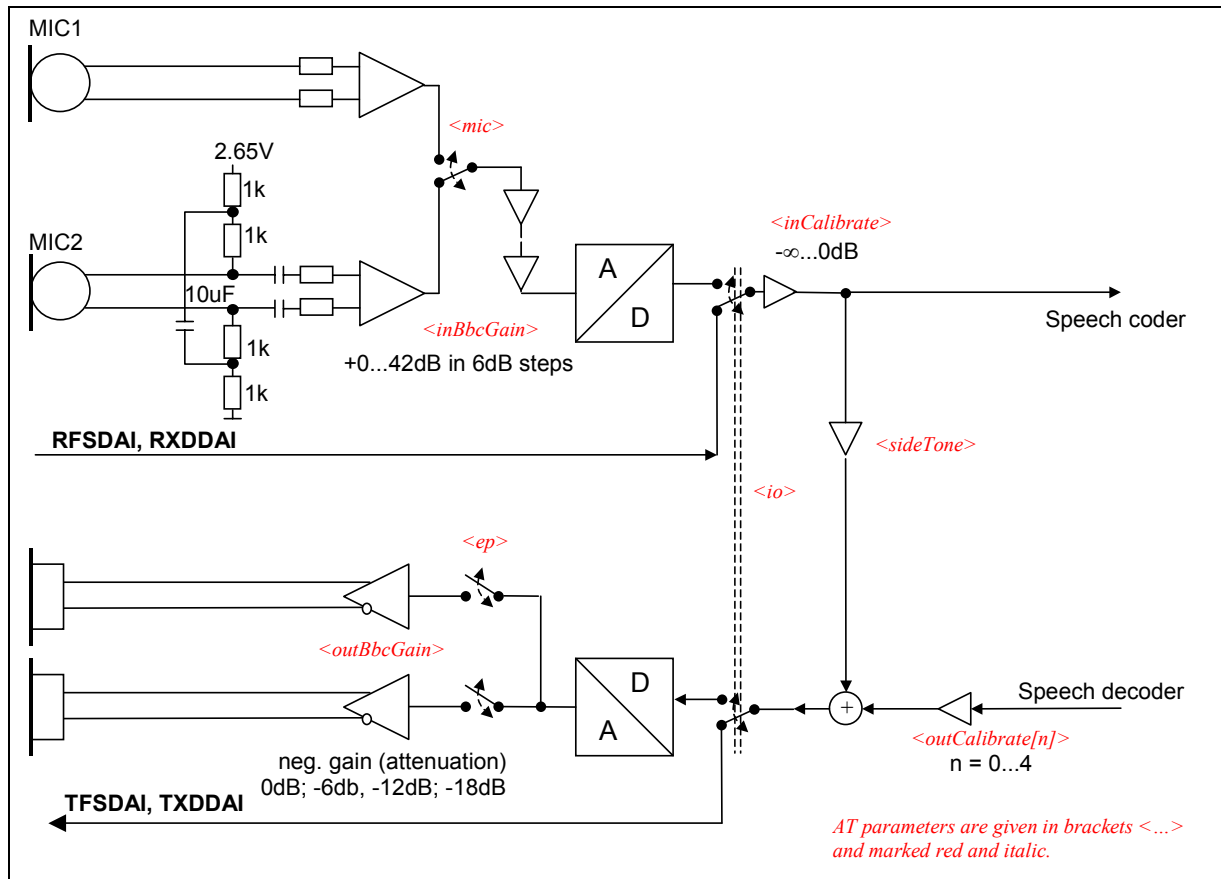 MIC1
<mic>
2.65V
1k
<inCalibrate>
-∞...0dB
1k
MIC2
A
D
10uF
Speech coder
<inBbcGain>
+0...42dB in 6dB steps
1k
1k
RFSDAI, RXDDAI
<sideTone>
<io>
<ep>
<outBbcGain>
D
A
Speech decoder
+
<outCalibrate[n]>
n = 0...4
neg. gain (attenuation)
0dB; -6db, -12dB; -18dB
TFSDAI, TXDDAI
AT parameters are given in brackets <...>
and marked red and italic.